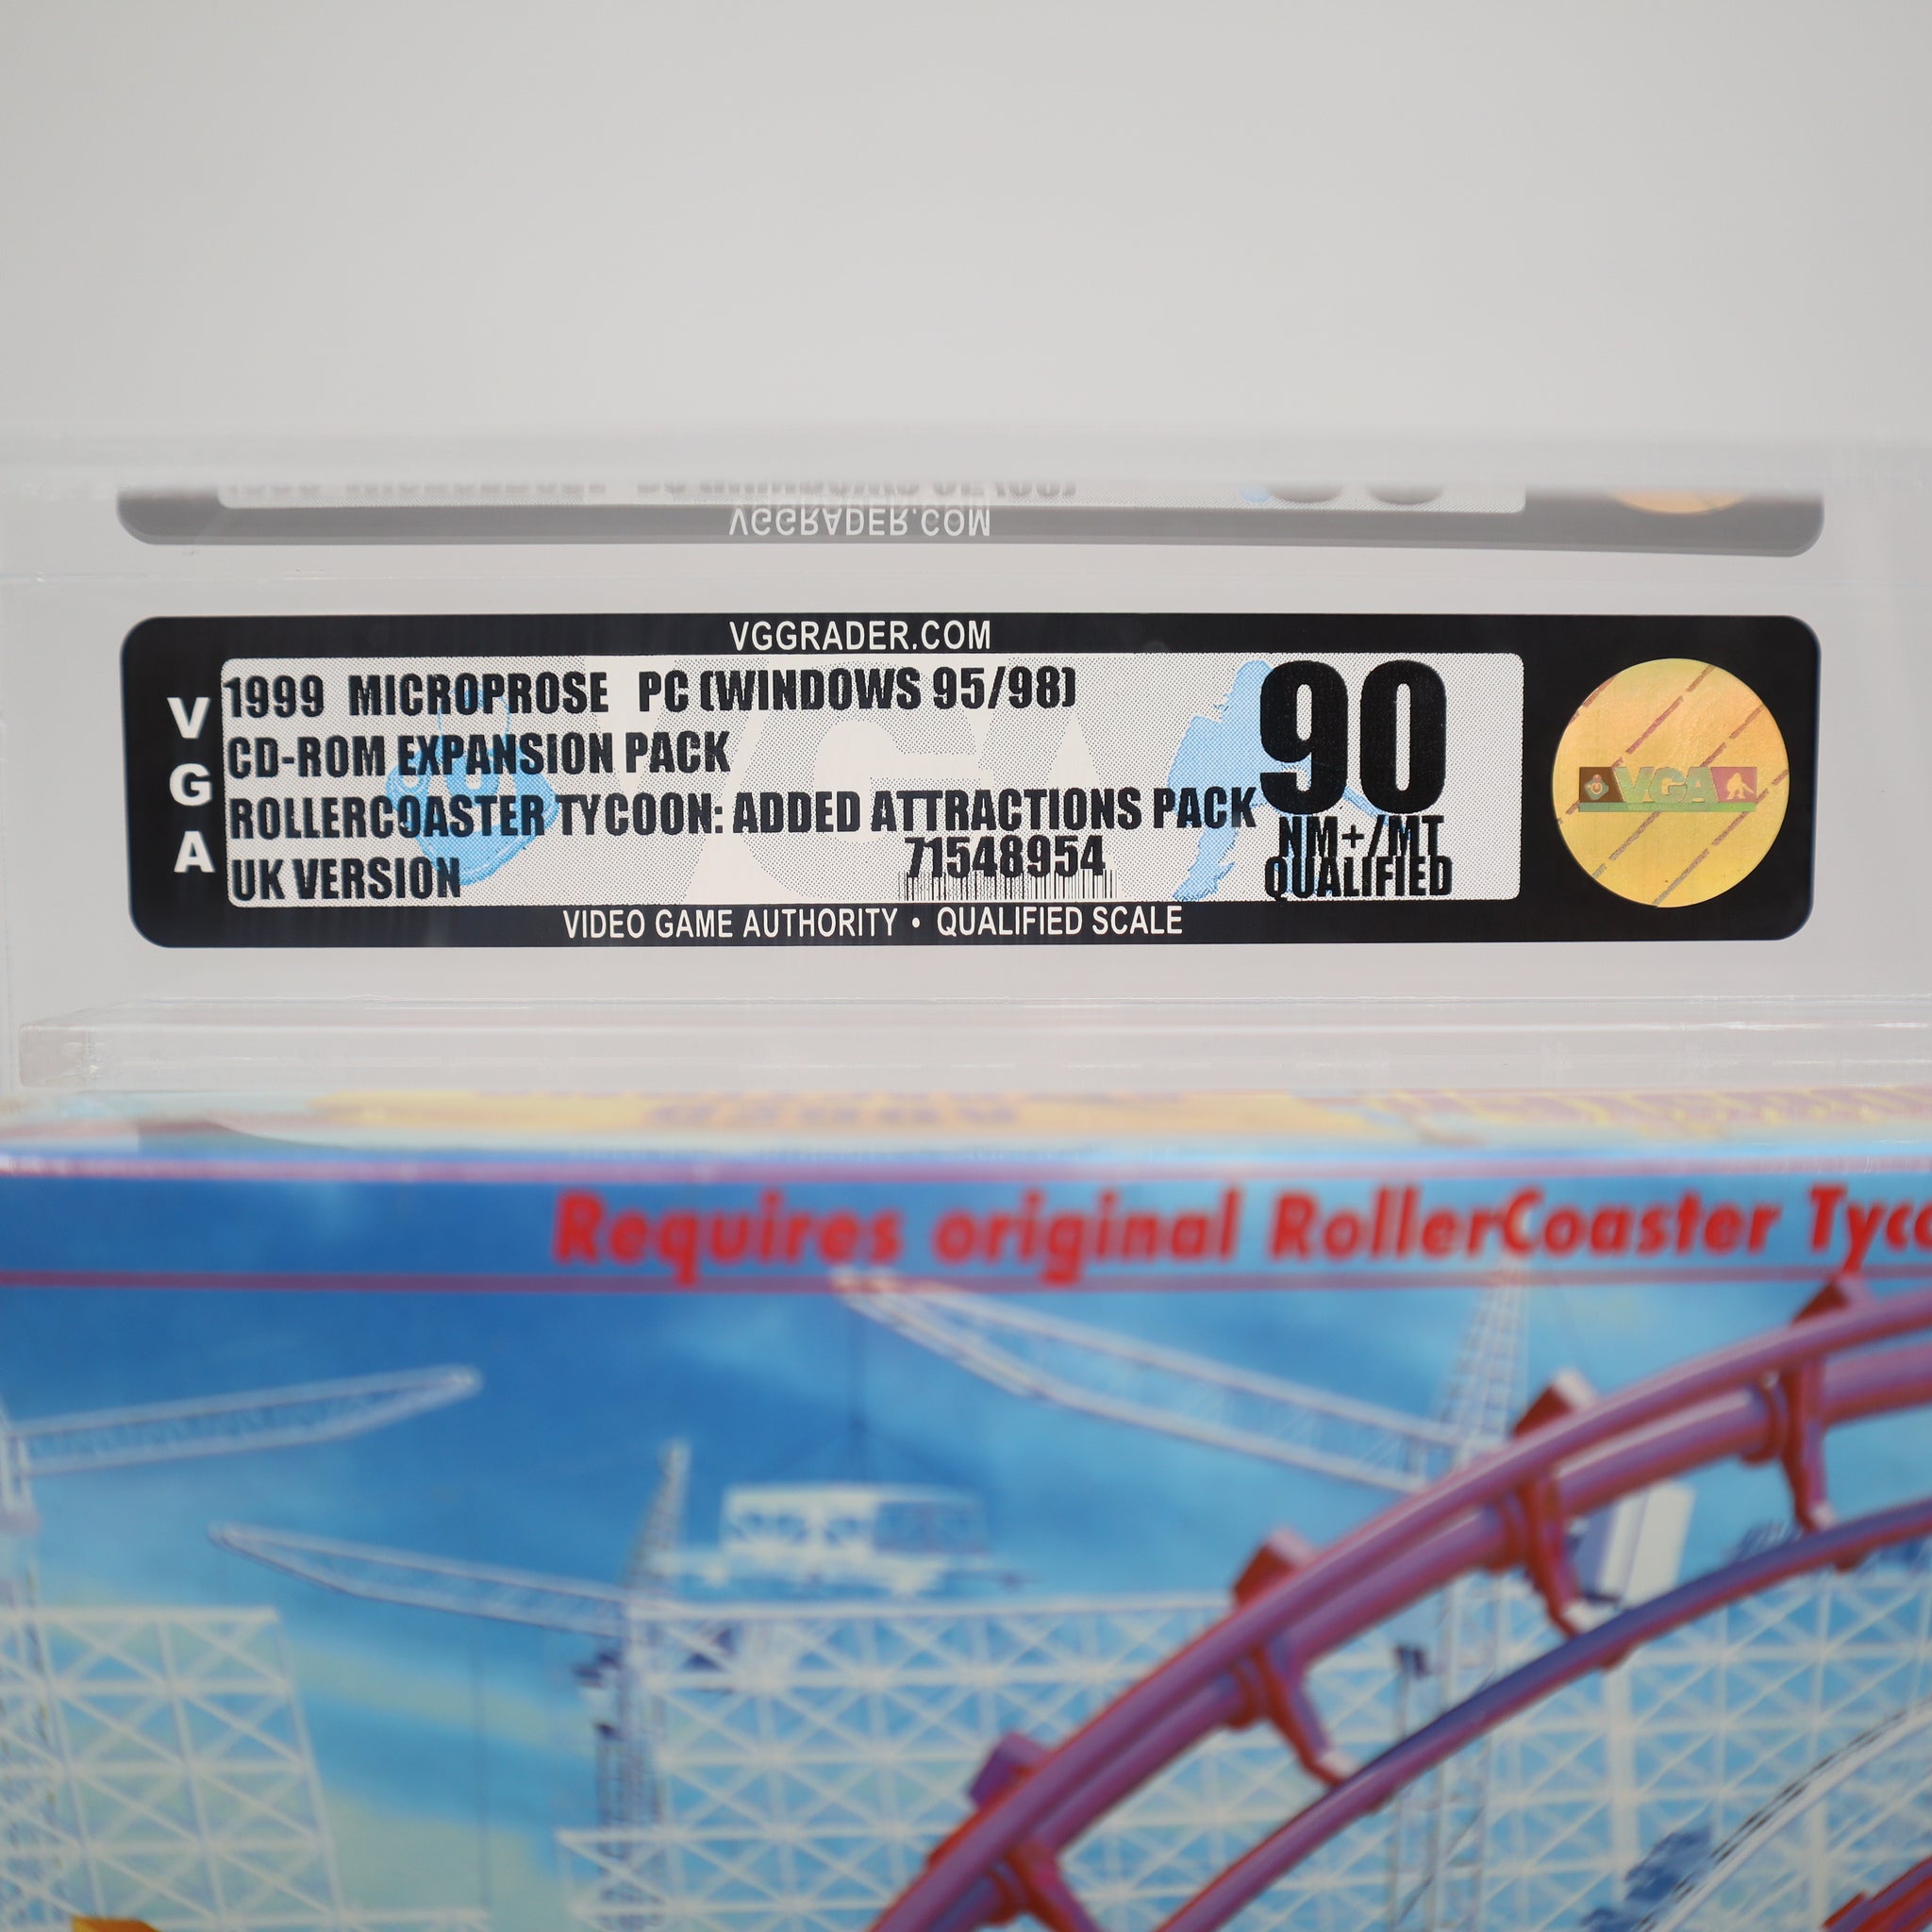 VGGRADER.COM
VGGRADER.COM
VGA
1999 MICROPROSE PC (WINDOWS 95/98)
CD-ROM EXPANSION PACK
ROLLERCOASTER TYCOON: ADDED ATTRACTIONS PACK
71548954
UK VERSION
90
NM+/MT
QUALIFIED
VGA
VIDEO GAME AUTHORITY • QUALIFIED SCALE
Requires original RollerCoaster Tyco